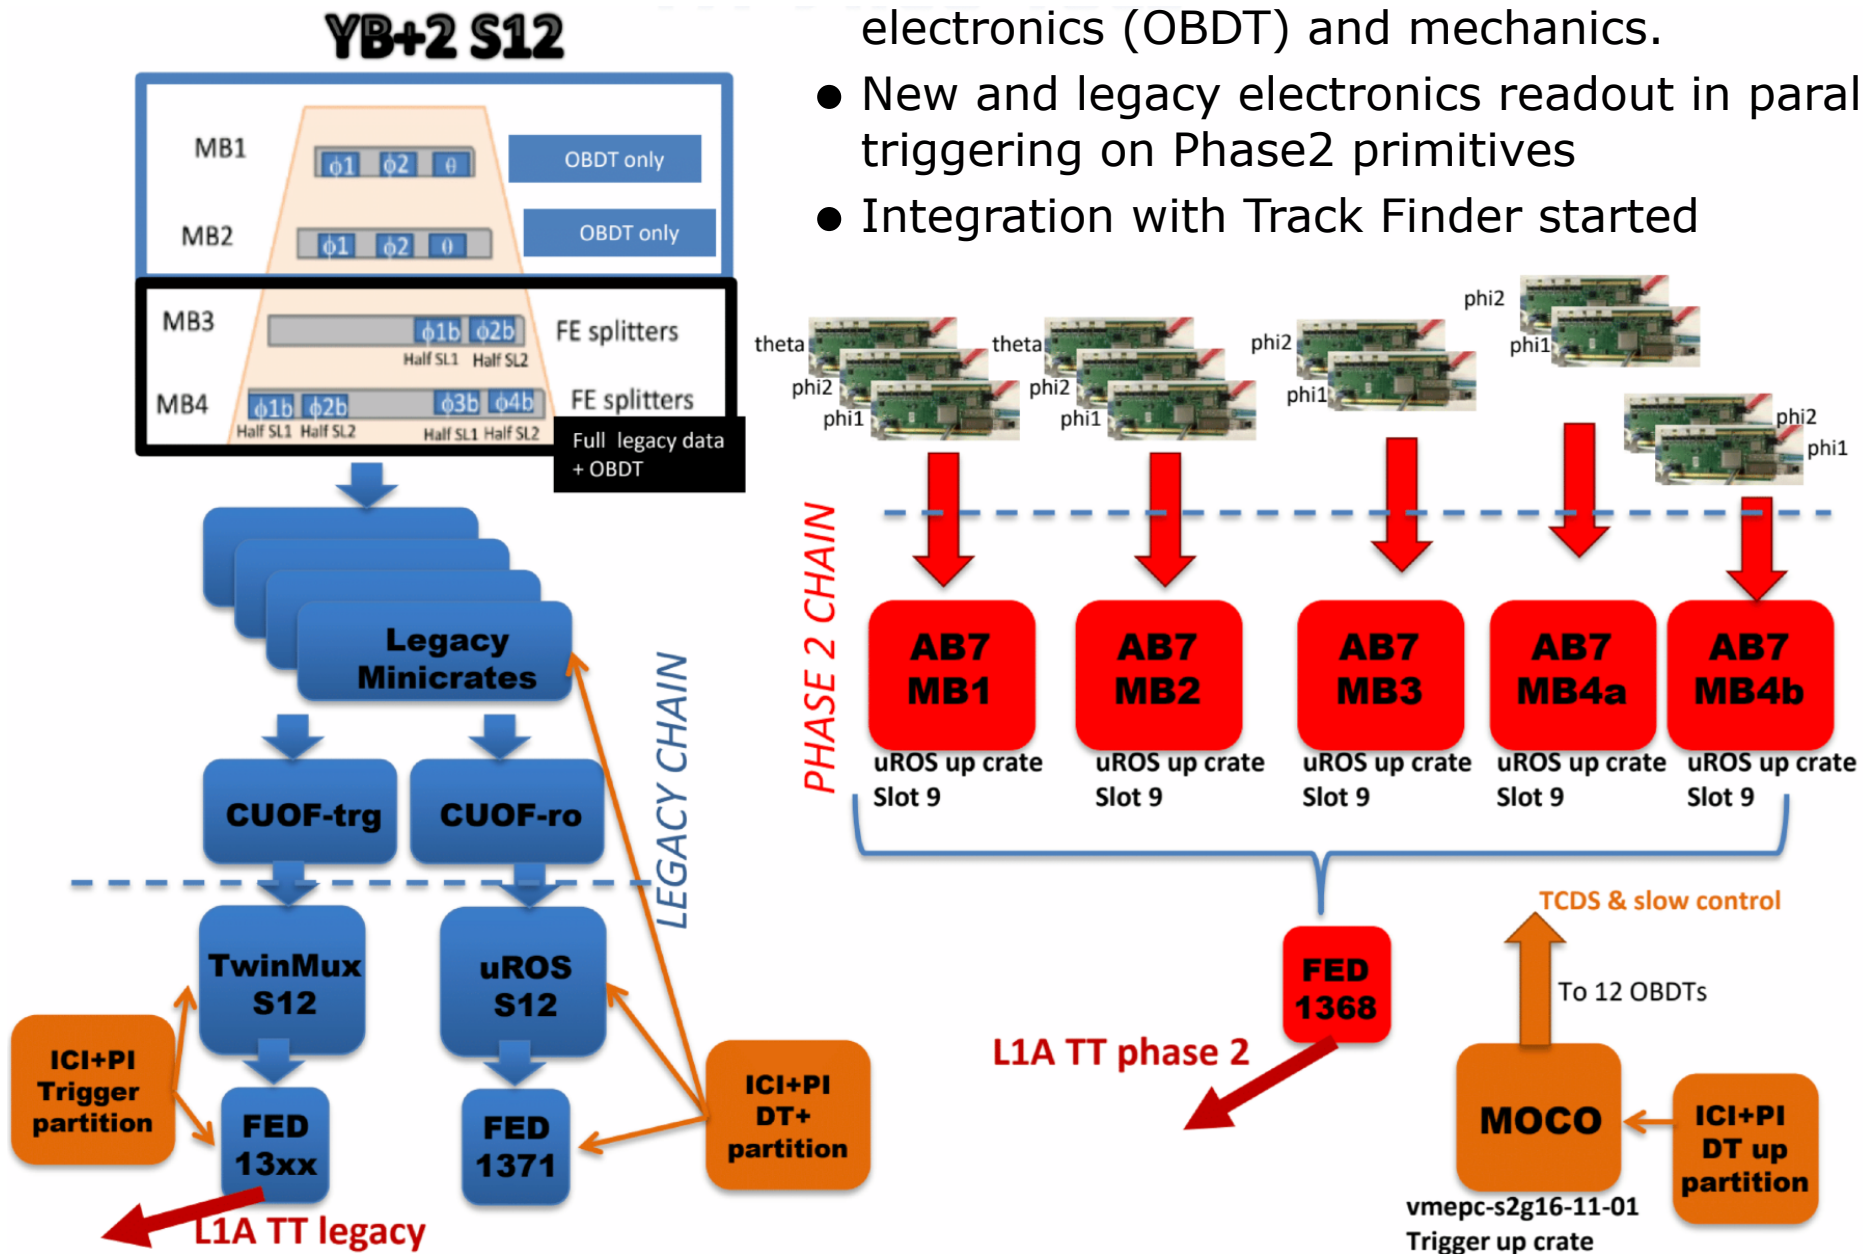 YB+2 S12
electronics (OBDT) and mechanics.
● New and legacy electronics readout in paral
triggering on Phase2 primitives
● Integration with Track Finder started
MB1
ϕ1 ϕ2 θ
OBDT only
MB2
ϕ1 ϕ2 θ
OBDT only
MB3
ϕ1b ϕ2b
FE splitters
Half SL1 Half SL2
MB4
ϕ1b ϕ2b ϕ3b ϕ4b
FE splitters
Half SL1 Half SL2 Half SL1 Half SL2
Full legacy data
+ OBDT
Legacy
Minicrates
CUOF-trg
CUOF-ro
LEGACY CHAIN
TwinMux
S12
uROS
S12
ICI+PI
Trigger
partition
FED
13xx
FED
1371
ICI+PI
DT+
partition
L1A TT legacy
theta
phi2
phi1
theta
phi2
phi1
phi2
phi1
phi2
phi1
phi2
phi1
PHASE 2 CHAIN
AB7
MB1
uROS up crate
Slot 9
AB7
MB2
uROS up crate
Slot 9
AB7
MB3
uROS up crate
Slot 9
AB7
MB4a
uROS up crate
Slot 9
AB7
MB4b
uROS up crate
Slot 9
FED
1368
L1A TT phase 2
TCDS & slow control
To 12 OBDTs
MOCO
ICI+PI
DT up
partition
vmepc-s2g16-11-01
Trigger up crate